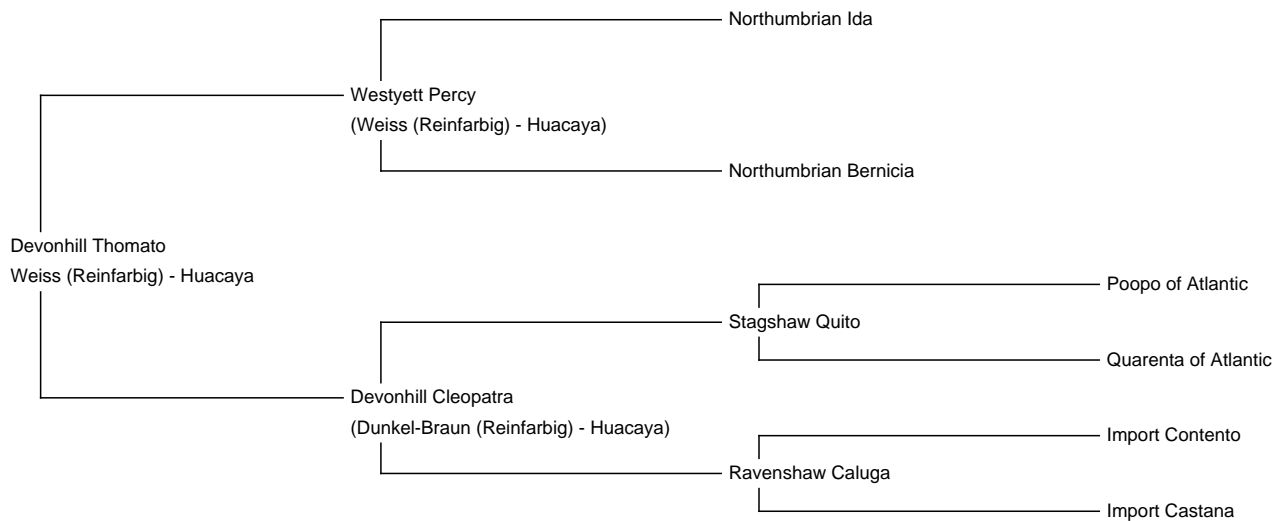 Northumbrian Ida
Westyett Percy
(Weiss (Reinfarbig) - Huacaya)
Northumbrian Bernicia
Devonhill Thomato
Weiss (Reinfarbig) - Huacaya
Poopo of Atlantic
Stagshaw Quito
Quarenta of Atlantic
Devonhill Cleopatra
(Dunkel-Braun (Reinfarbig) - Huacaya)
Import Contento
Ravenshaw Caluga
Import Castana